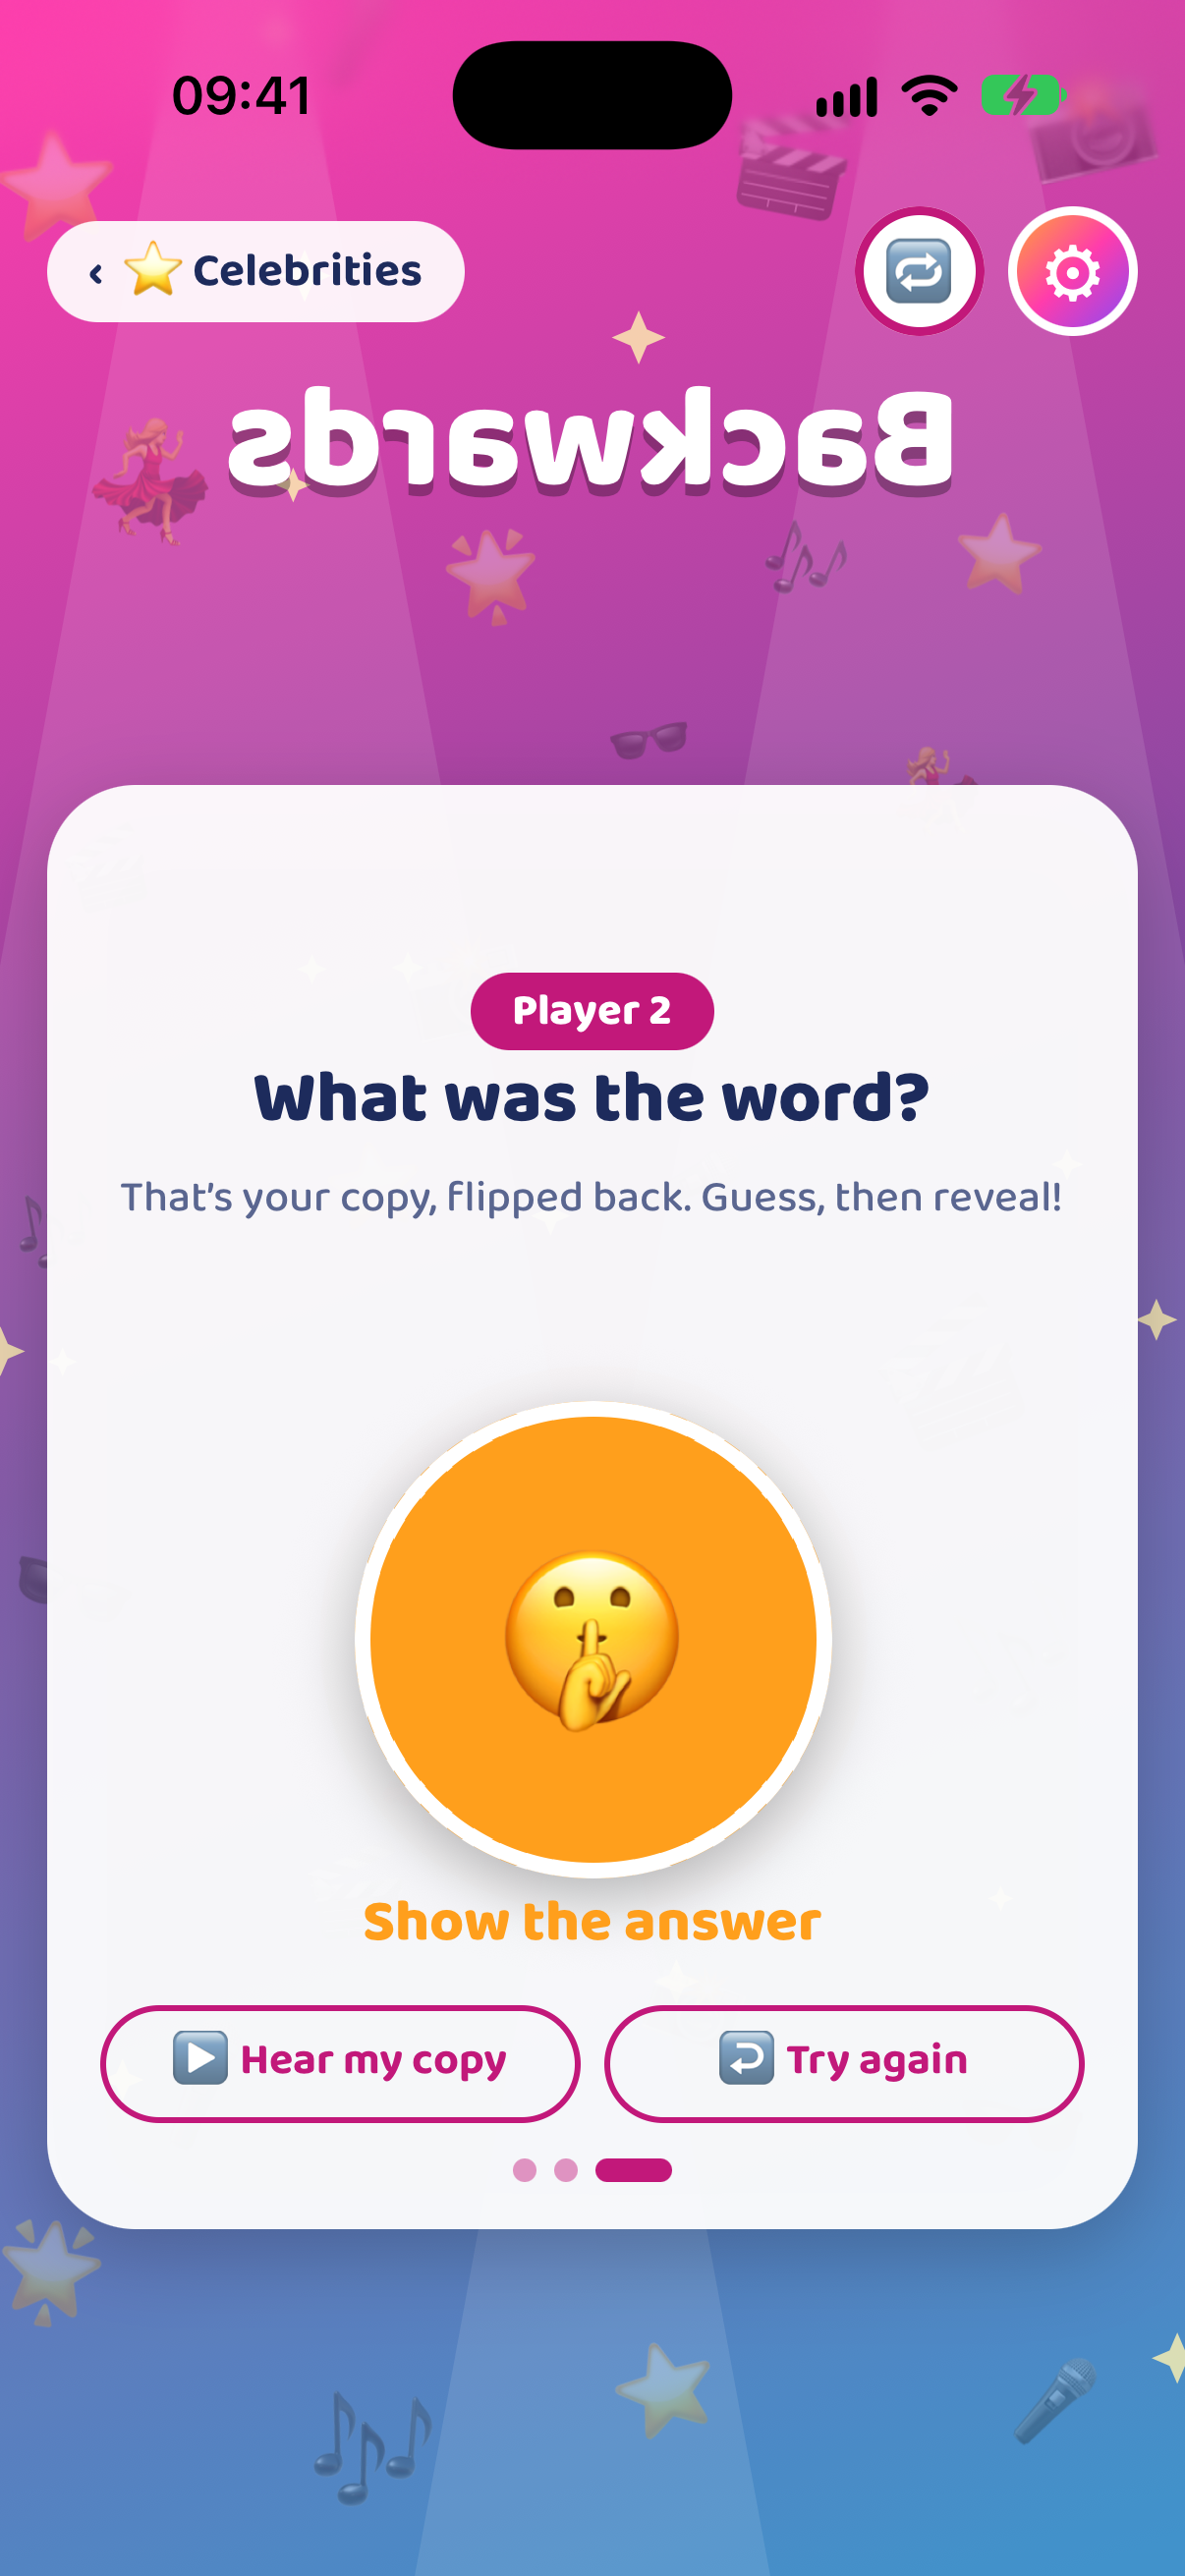 09:41
‹ ⭐ Celebrities
Backwards
Player 2
What was the word?
That's your copy, flipped back. Guess, then reveal!
Show the answer
Hear my copy
Try again